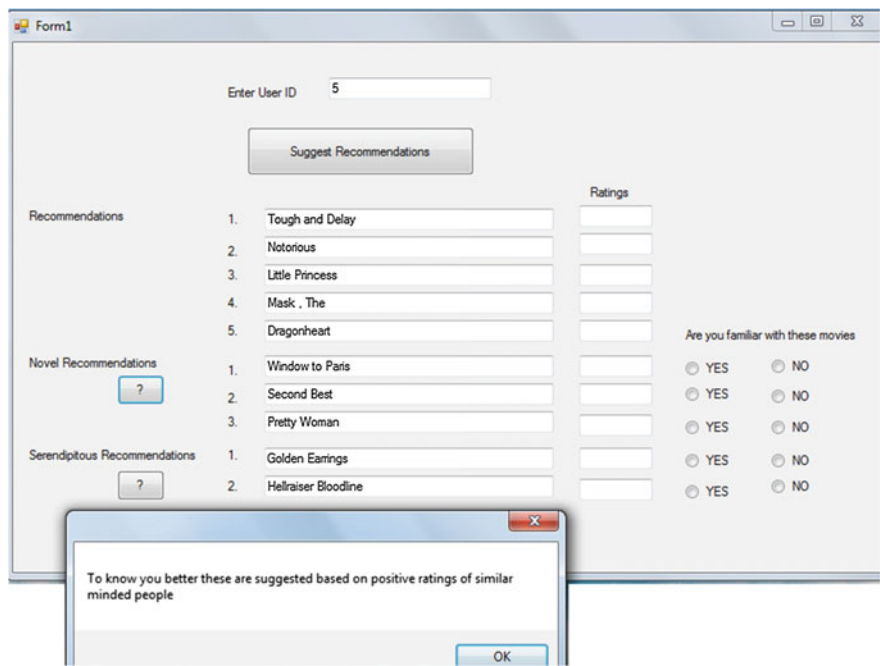 Form1
Enter User ID 5
Suggest Recommendations
Ratings
Recommendations 1. Tough and Delay
2. Notorious
3. Little Princess
4. Mask , The
5. Dragonheart
Are you familiar with these movies
Novel Recommendations 1. Window to Paris YES NO
? 2. Second Best YES NO
3. Pretty Woman YES NO
Serendipitous Recommendations 1. Golden Earrings YES NO
? 2. Hellraiser Bloodline YES NO
To know you better these are suggested based on positive ratings of similar
minded people
OK